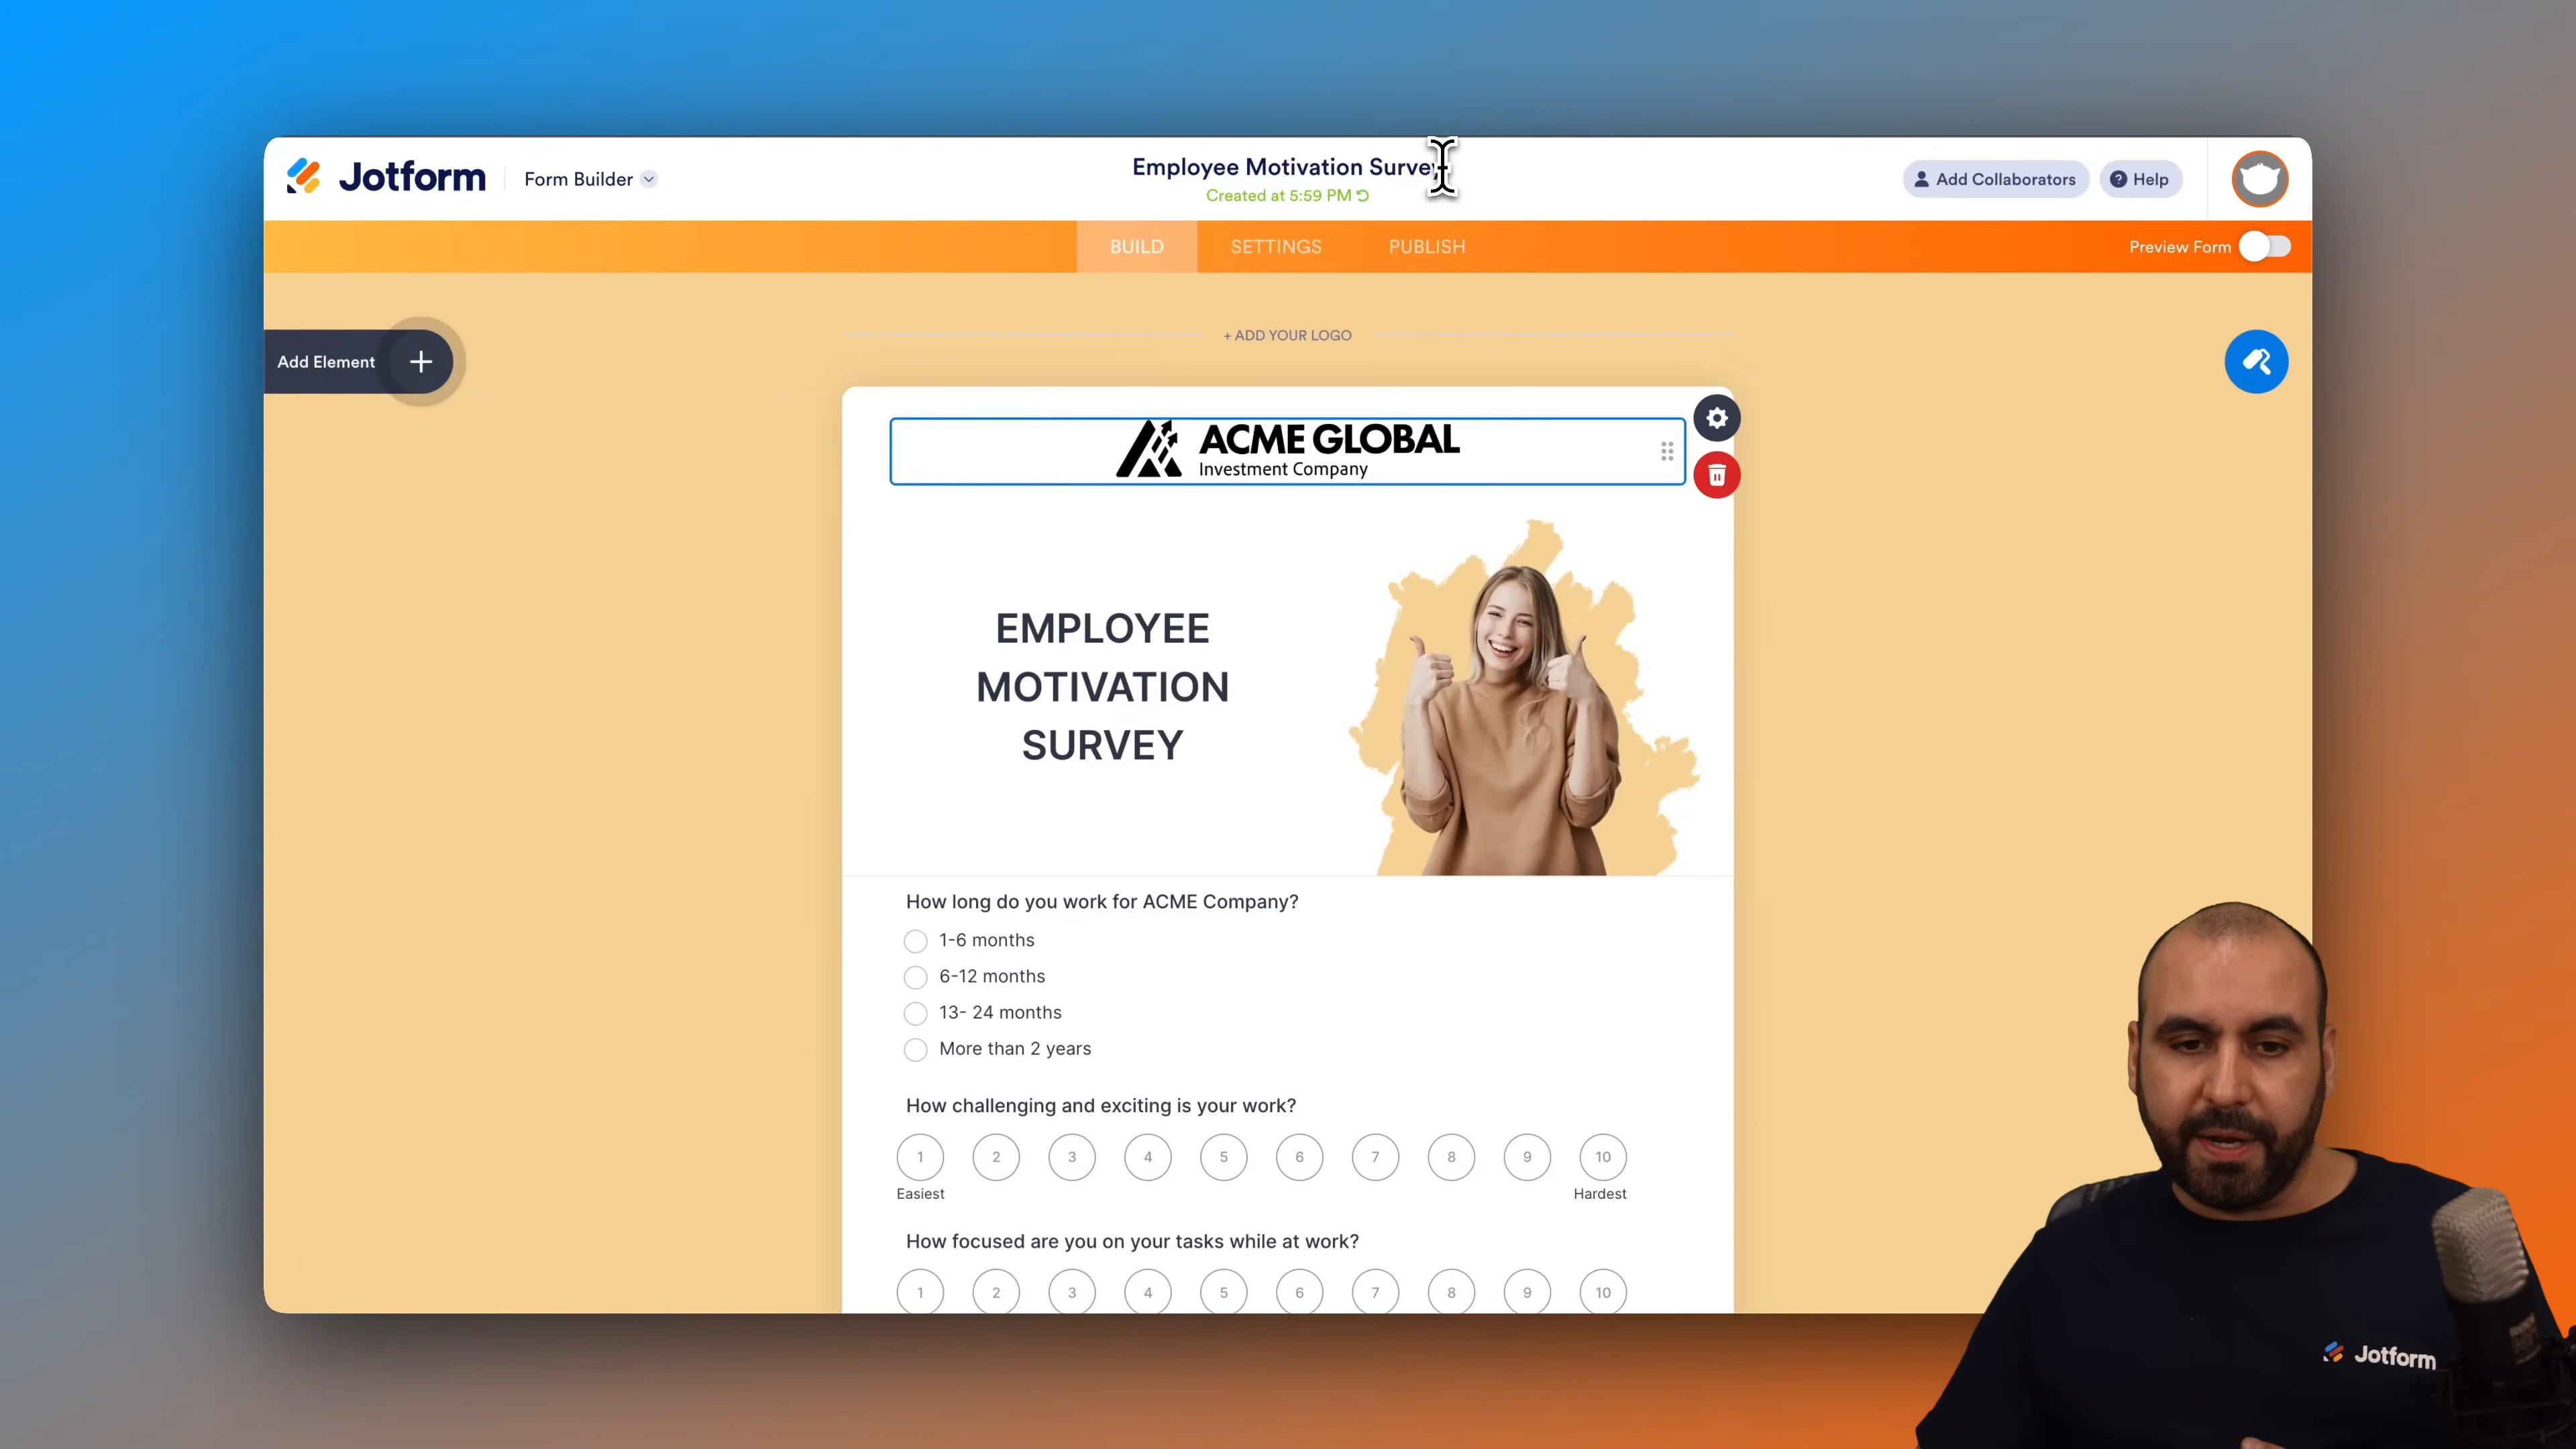 Jotform
Form Builder
Employee Motivation Survey
Created at 5:59 PM
Add Collaborators
? Help
BUILD
SETTINGS
PUBLISH
Preview Form
Add Element +
+ ADD YOUR LOGO
ACME GLOBAL
Investment Company
EMPLOYEE
MOTIVATION
SURVEY
How long do you work for ACME Company?
1-6 months
6-12 months
13- 24 months
More than 2 years
How challenging and exciting is your work?
1 2 3 4 5 6 7 8 9 10
Easiest Hardest
How focused are you on your tasks while at work?
1 2 3 4 5 6 7 8 9 10
Jotform